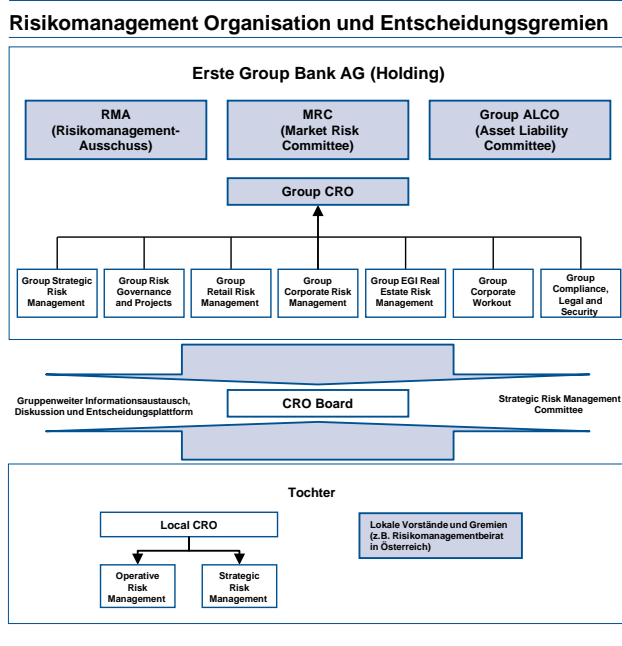 Risikomanagement Organisation und Entscheidungsgremien
Erste Group Bank AG (Holding)
RMA
(Risikomanagement-
Ausschuss)
MRC
(Market Risk
Committee)
Group ALCO
(Asset Liability
Committee)
Group CRO
Group Strategic
Risk
Management
Group Risk
Governance
and Projects
Group
Retail Risk
Management
Group
Corporate Risk
Management
Group EGI Real
Estate Risk
Management
Group
Corporate
Workout
Group
Compliance,
Legal and
Security
Gruppenweiter Informationsaustausch,
Diskussion und Entscheidungsplattform
CRO Board
Strategic Risk Management
Committee
Tochter
Local CRO
Operative
Risk
Management
Strategic
Risk
Management
Lokale Vorstände und Gremien
(z.B. Risikomanagementbeirat
in Österreich)